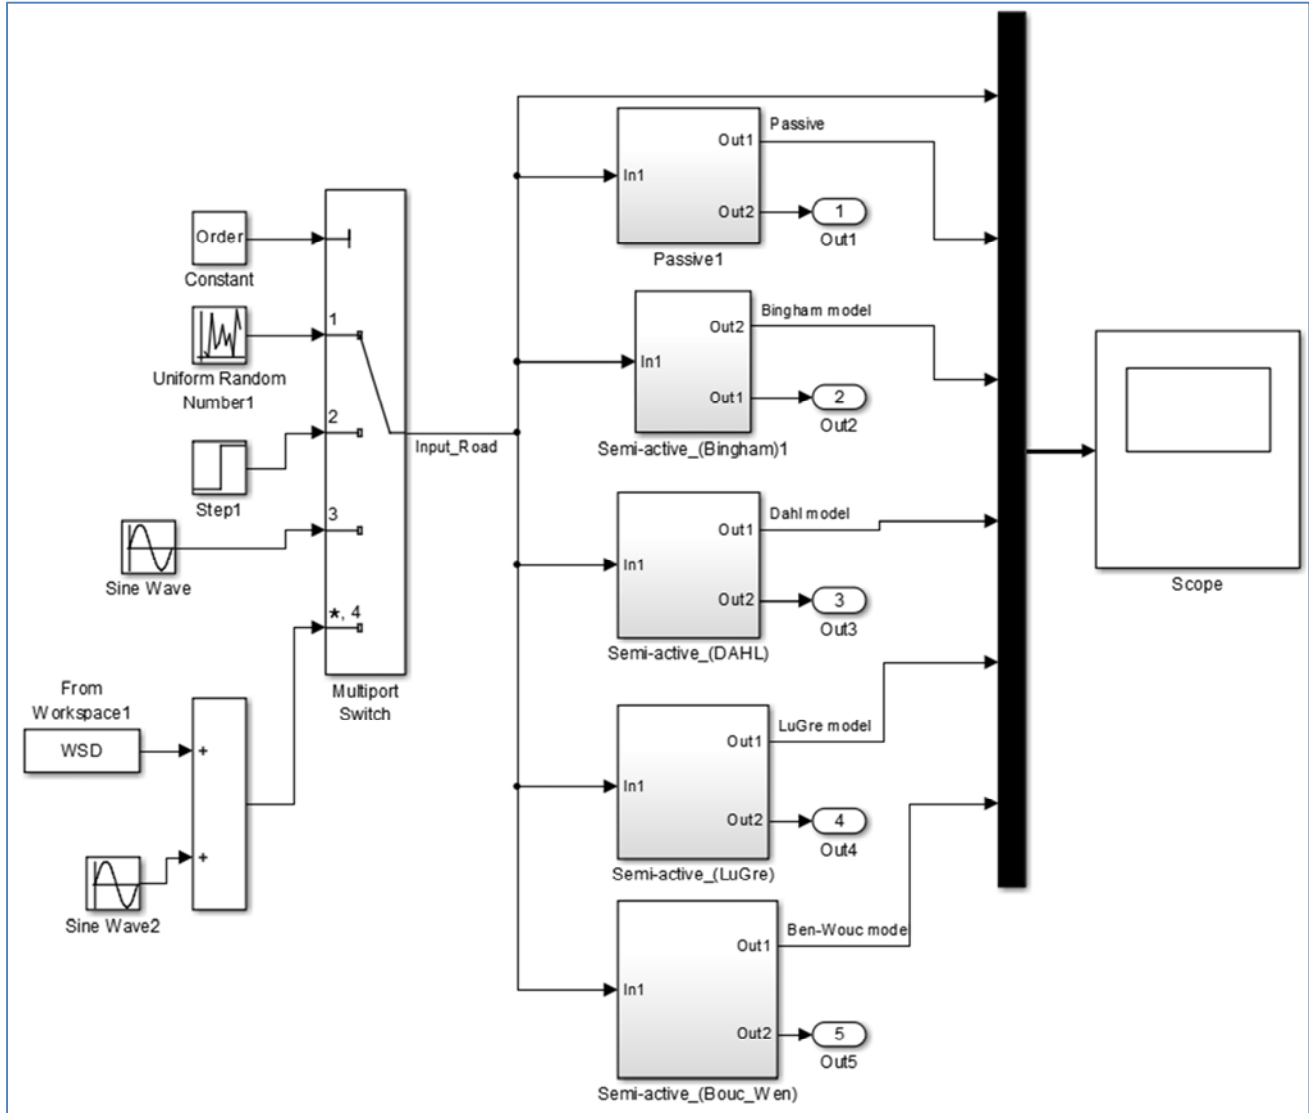 Order
Constant
Uniform Random
Number1
Step1
Sine Wave
From
Workspace1
WSD
+
+
Sine Wave2
1
2
3
*, 4
Multiport
Switch
Input_Road
In1
Out1
Out2
Passive
1
Out1
Passive1
In1
Out2
Out1
Bingham model
2
Out2
Semi-active_(Bingham)1
In1
Out1
Out2
Dahl model
3
Out3
Semi-active_(DAHL)
In1
Out1
Out2
LuGre model
4
Out4
Semi-active_(LuGre)
In1
Out1
Out2
Ben-Wouc mode
5
Out5
Semi-active_(Bouc_Wen)
Scope